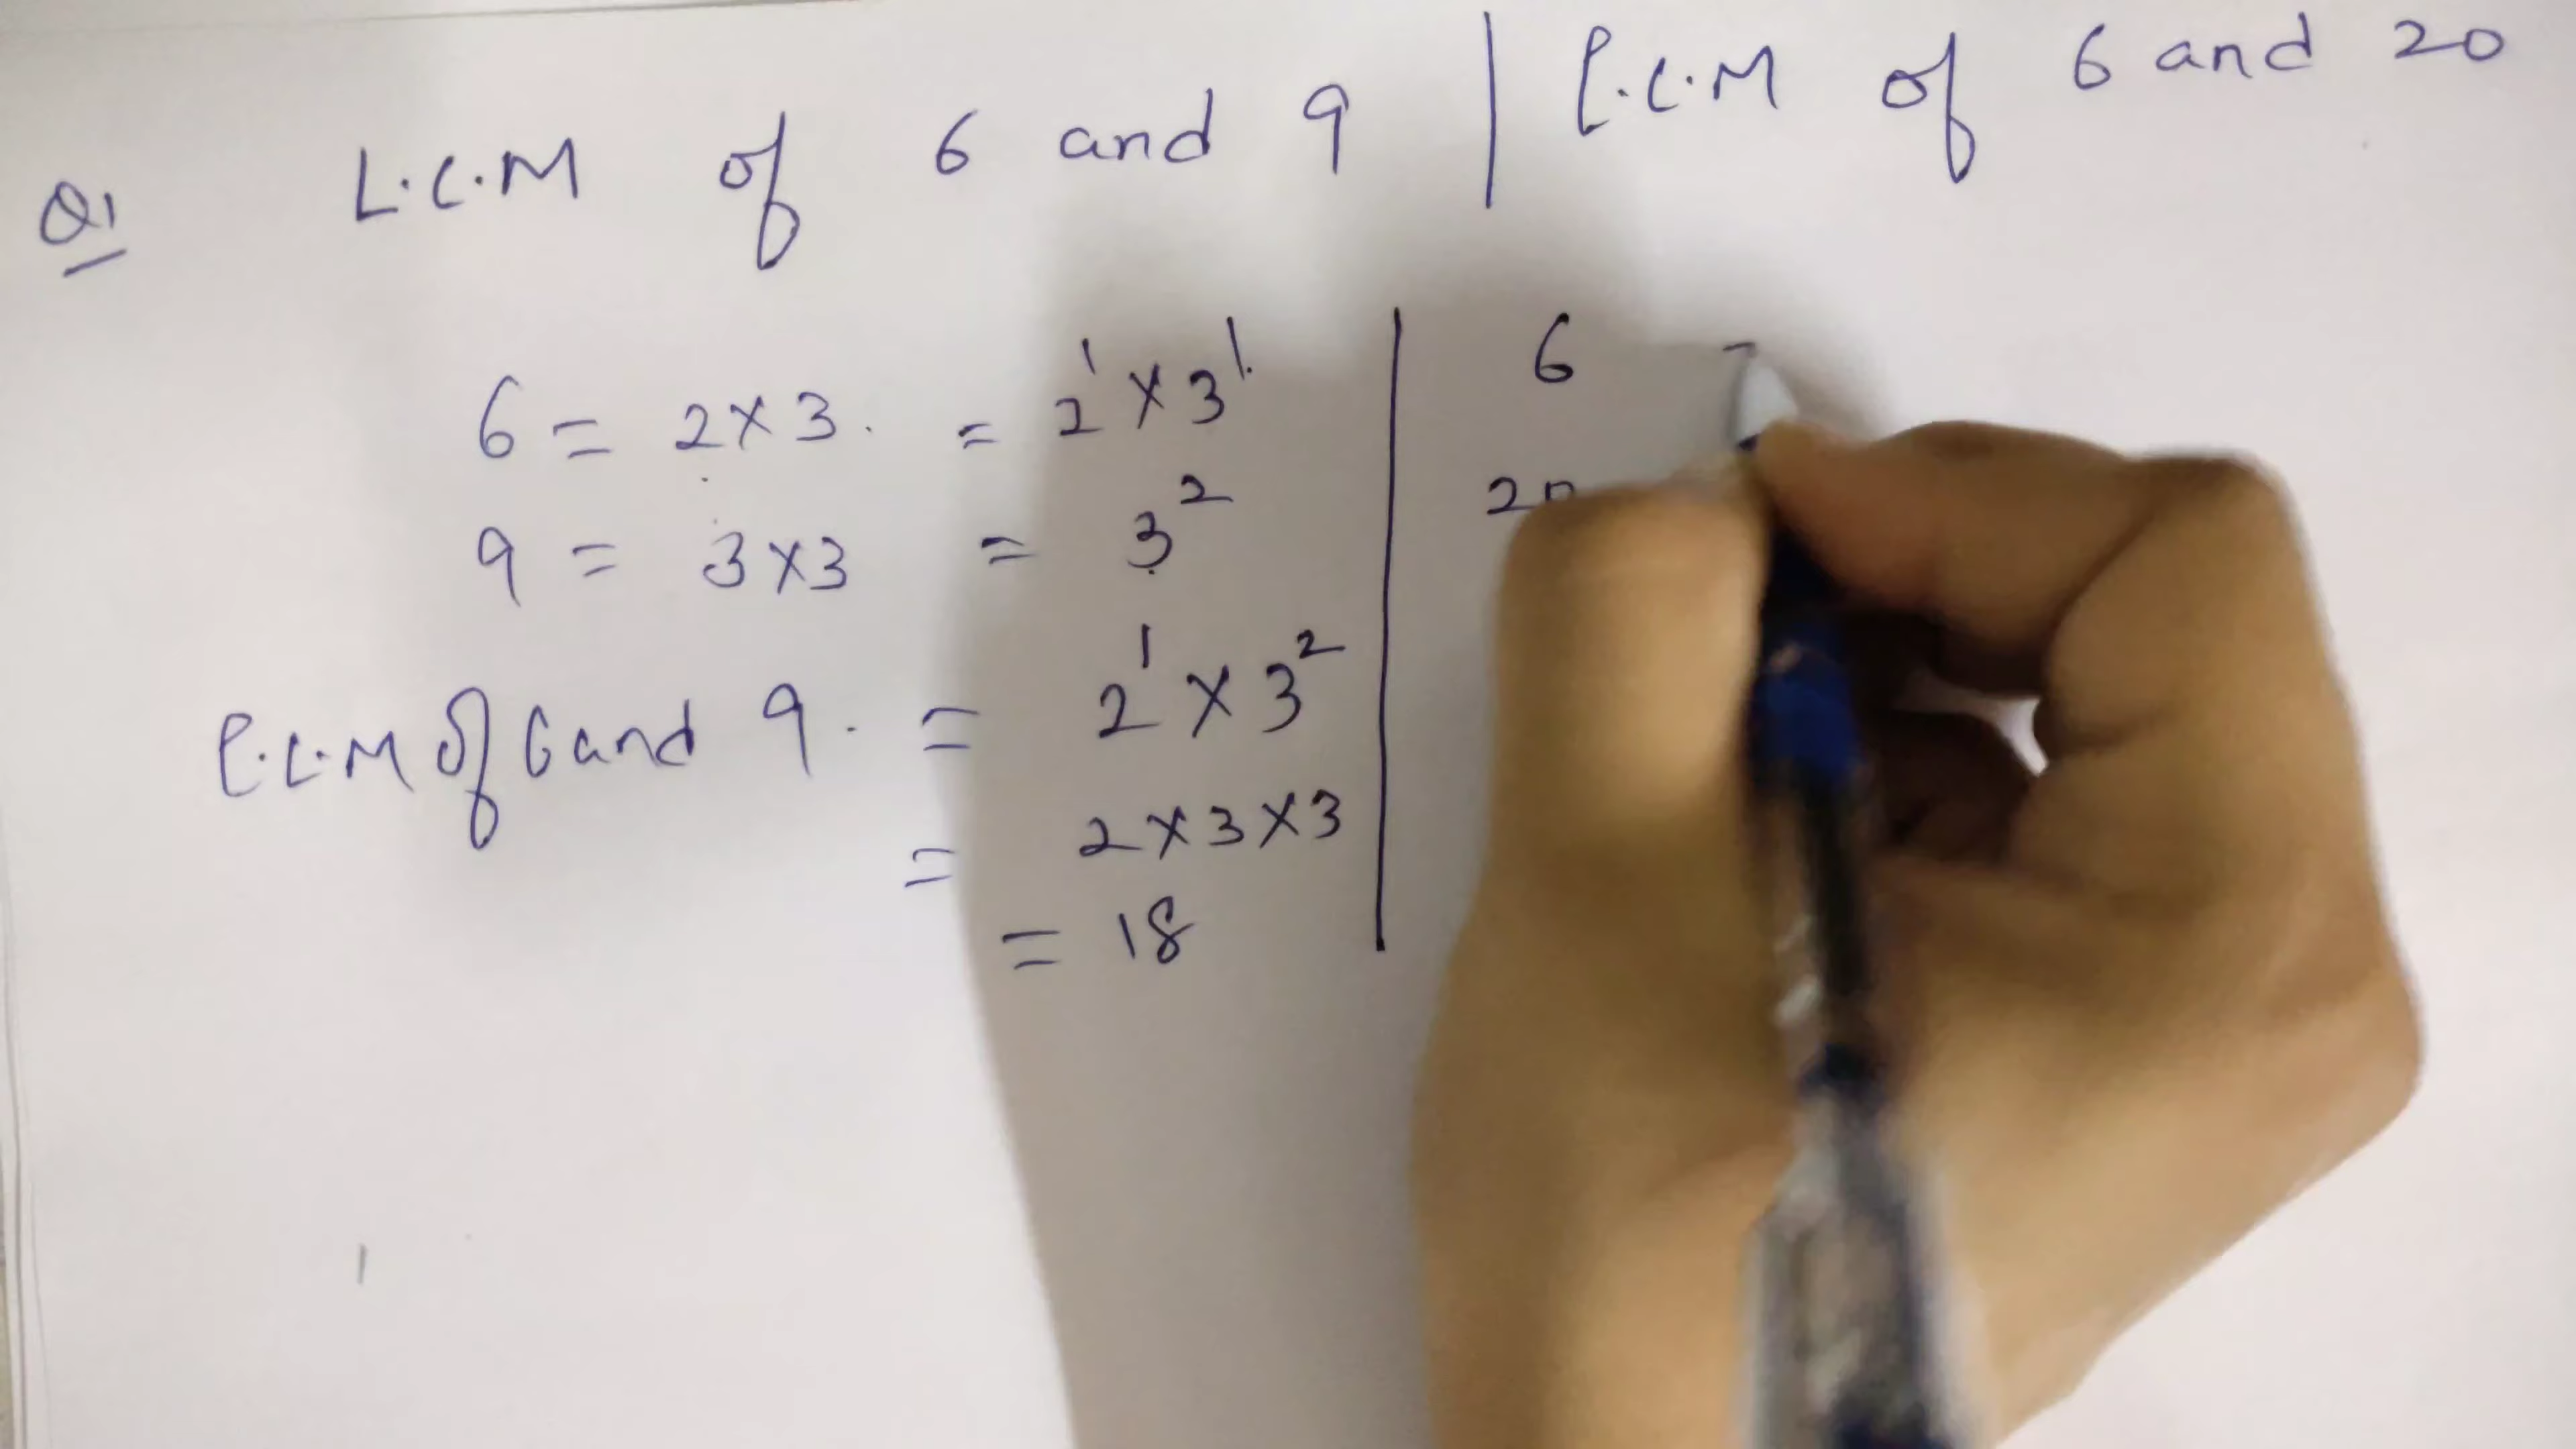 Q1 L.C.M of 6 and 9 | L.C.M of 6 and 20
6 = 2×3. = 2¹×3¹
9 = 3×3 = 3²
L.C.M of 6 and 9. = 2¹×3²
= 2×3×3
= 18
6
20